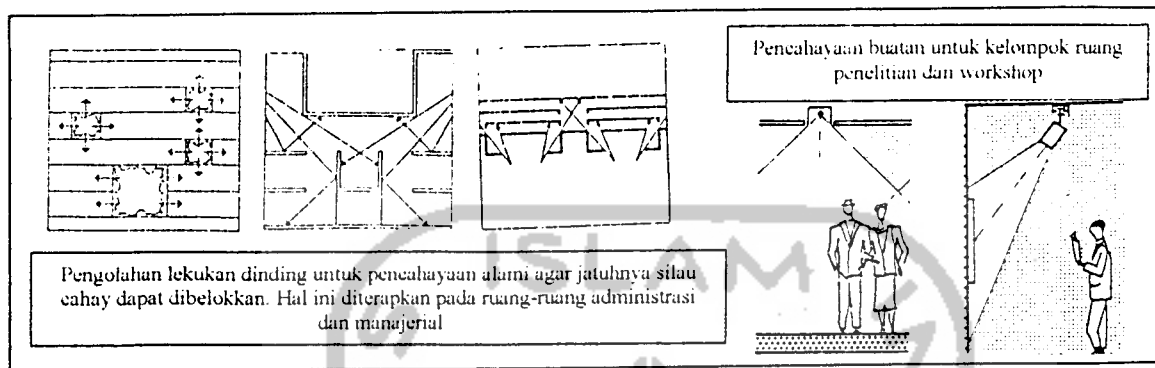 Pencahayaan buatan untuk kelompok ruang
penelitian dan workshop
Pengolahan lekukan dinding untuk pencahayaan alami agar jatuhnya silau
cahay dapat dibelokkan. Hal ini diterapkan pada ruang-ruang administrasi
dan manajerial
ISLAM